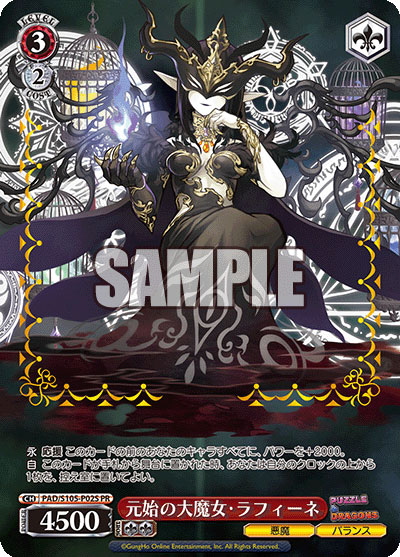 LEVEL
3
2
COST
SAMPLE
永 応援 このカードの前のあなたのキャラすべてに、パワーを＋2000。
自 このカードが手札から舞台に置かれた時、あなたは自分のクロックの上から
1枚を、控え室に置いてよい。
CH PAD/S105-P02S PR
POWER
4500
元始の大魔女・ラフィーネ
PUZZLE & DRAGONS
悪魔
バランス
©GungHo Online Entertainment, Inc. All Rights Reserved.